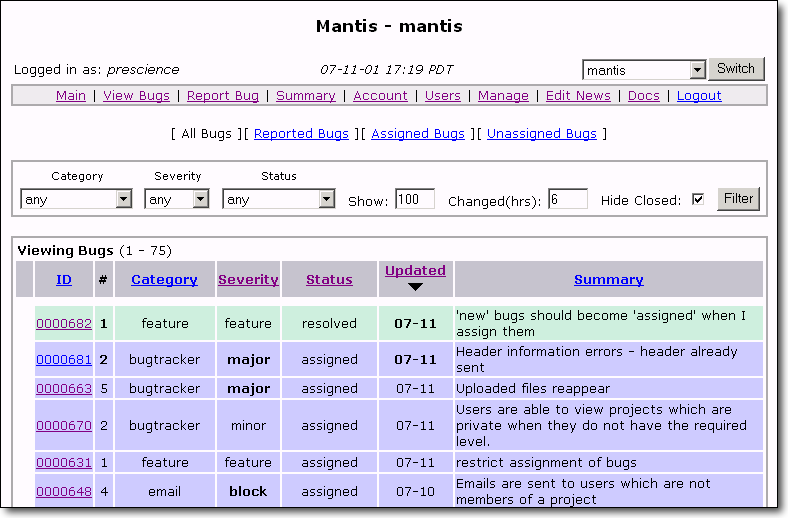 Mantis - mantis
Logged in as: prescience 07-11-01 17:19 PDT mantis Switch
Main | View Bugs | Report Bug | Summary | Account | Users | Manage | Edit News | Docs | Logout
[ All Bugs ][ Reported Bugs ][ Assigned Bugs ][ Unassigned Bugs ]
Category Severity Status
any any any Show: 100 Changed(hrs): 6 Hide Closed: Filter
Viewing Bugs (1 - 75)
ID # Category Severity Status Updated Summary
0000682 1 feature feature resolved 07-11 'new' bugs should become 'assigned' when I
assign them
0000681 2 bugtracker major assigned 07-11 Header information errors - header already
sent
0000663 5 bugtracker major assigned 07-11 Uploaded files reappear
0000670 2 bugtracker minor assigned 07-11 Users are able to view projects which are
private when they do not have the required
level.
0000631 1 feature feature assigned 07-11 restrict assignment of bugs
0000648 4 email block assigned 07-10 Emails are sent to users which are not
members of a project